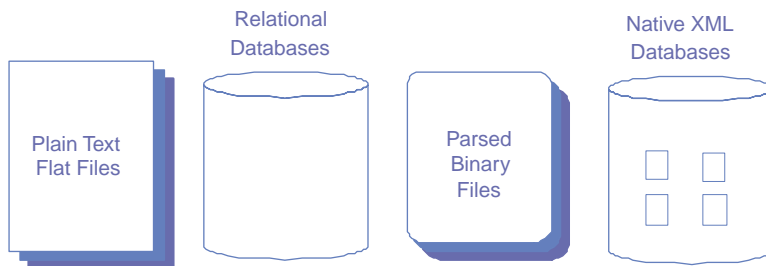 Plain Text
Flat Files
Relational
Databases
Parsed
Binary
Files
Native XML
Databases